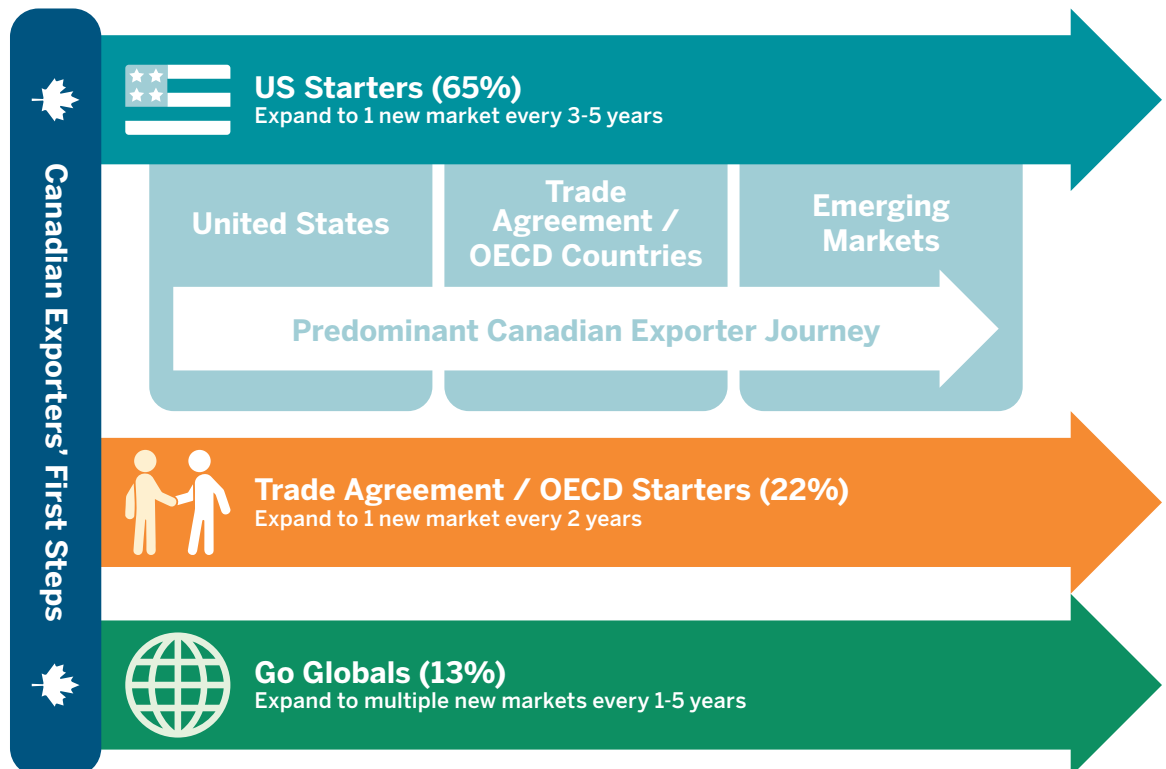 Canadian Exporters' First Steps
US Starters (65%)
Expand to 1 new market every 3-5 years
United States
Trade
Agreement /
OECD Countries
Emerging
Markets
Predominant Canadian Exporter Journey
Trade Agreement / OECD Starters (22%)
Expand to 1 new market every 2 years
Go Globals (13%)
Expand to multiple new markets every 1-5 years